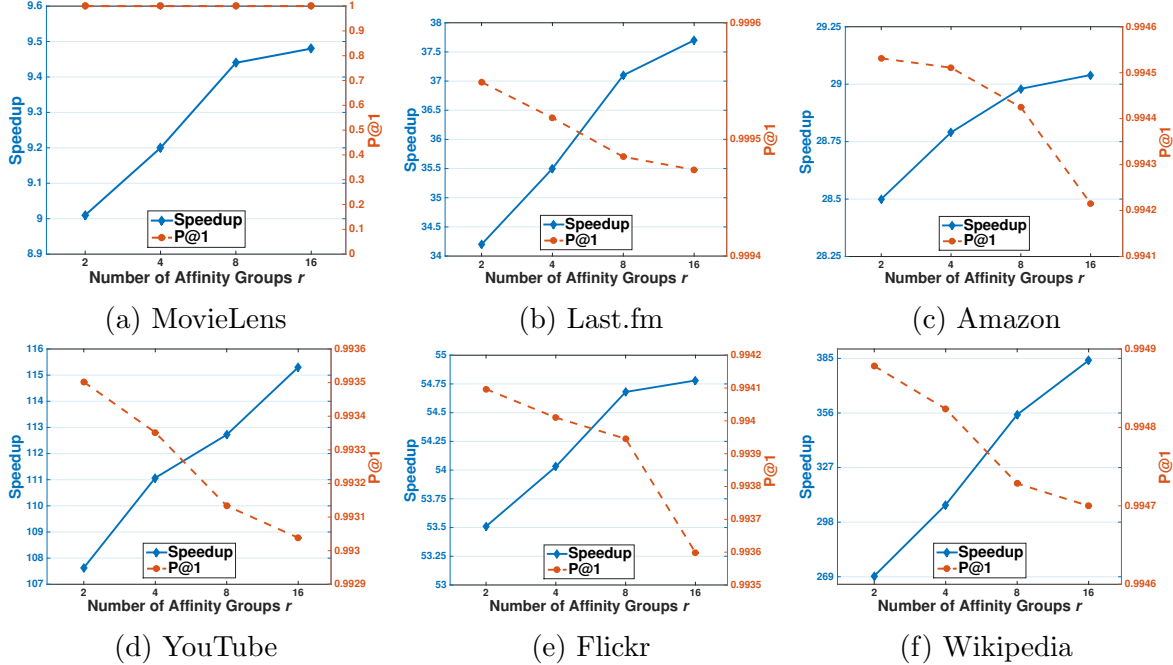 9.6
9.5
9.4
9.3
9.2
9.1
9
8.9
Speedup
1
0.9
0.8
0.7
0.6
0.5
0.4
0.3
0.2
0.1
0
P@1
Speedup
P@1
2 4 8 16
Number of Affinity Groups r
(a) MovieLens
38
37.5
37
36.5
36
35.5
35
34.5
34
Speedup
0.9996
0.9995
0.9994
P@1
Speedup
P@1
2 4 8 16
Number of Affinity Groups r
(b) Last.fm
29.25
29
28.75
28.5
28.25
Speedup
0.9946
0.9945
0.9944
0.9943
0.9942
0.9941
P@1
Speedup
P@1
2 4 8 16
Number of Affinity Groups r
(c) Amazon
116
115
114
113
112
111
110
109
108
107
Speedup
0.9936
0.9935
0.9934
0.9933
0.9932
0.9931
0.993
0.9929
P@1
Speedup
P@1
2 4 8 16
Number of Affinity Groups r
(d) YouTube
55
54.75
54.5
54.25
54
53.75
53.5
53.25
53
Speedup
0.9942
0.9941
0.994
0.9939
0.9938
0.9937
0.9936
0.9935
P@1
Speedup
P@1
2 4 8 16
Number of Affinity Groups r
(e) Flickr
385
356
327
298
269
Speedup
0.9949
0.9948
0.9947
0.9946
P@1
Speedup
P@1
2 4 8 16
Number of Affinity Groups r
(f) Wikipedia